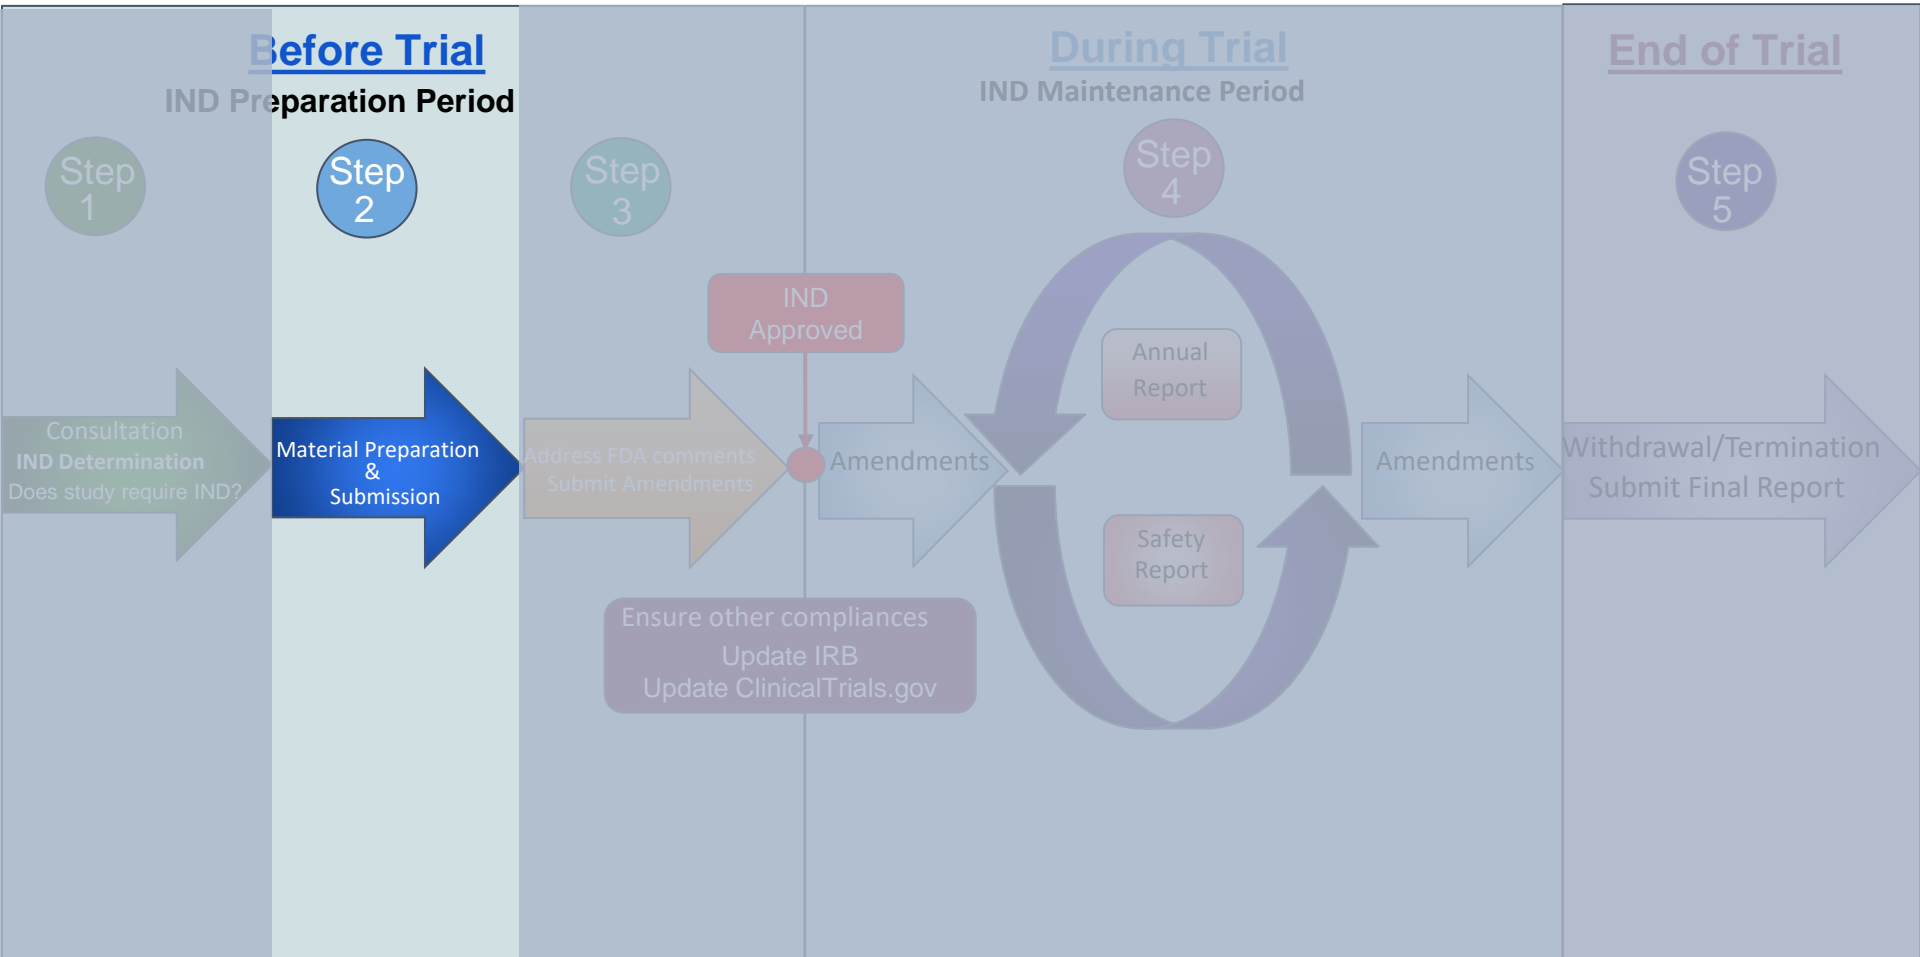 Before Trial
IND Preparation Period
During Trial
IND Maintenance Period
End of Trial
Step
1
Step
2
Step
3
Step
4
Step
5
IND
Approved
Consultation
IND Determination
Does study require IND?
Material Preparation
&
Submission
Address FDA comments
Submit Amendments
Amendments
Annual
Report
Safety
Report
Amendments
Withdrawal/Termination
Submit Final Report
Ensure other compliances
Update IRB
Update ClinicalTrials.gov